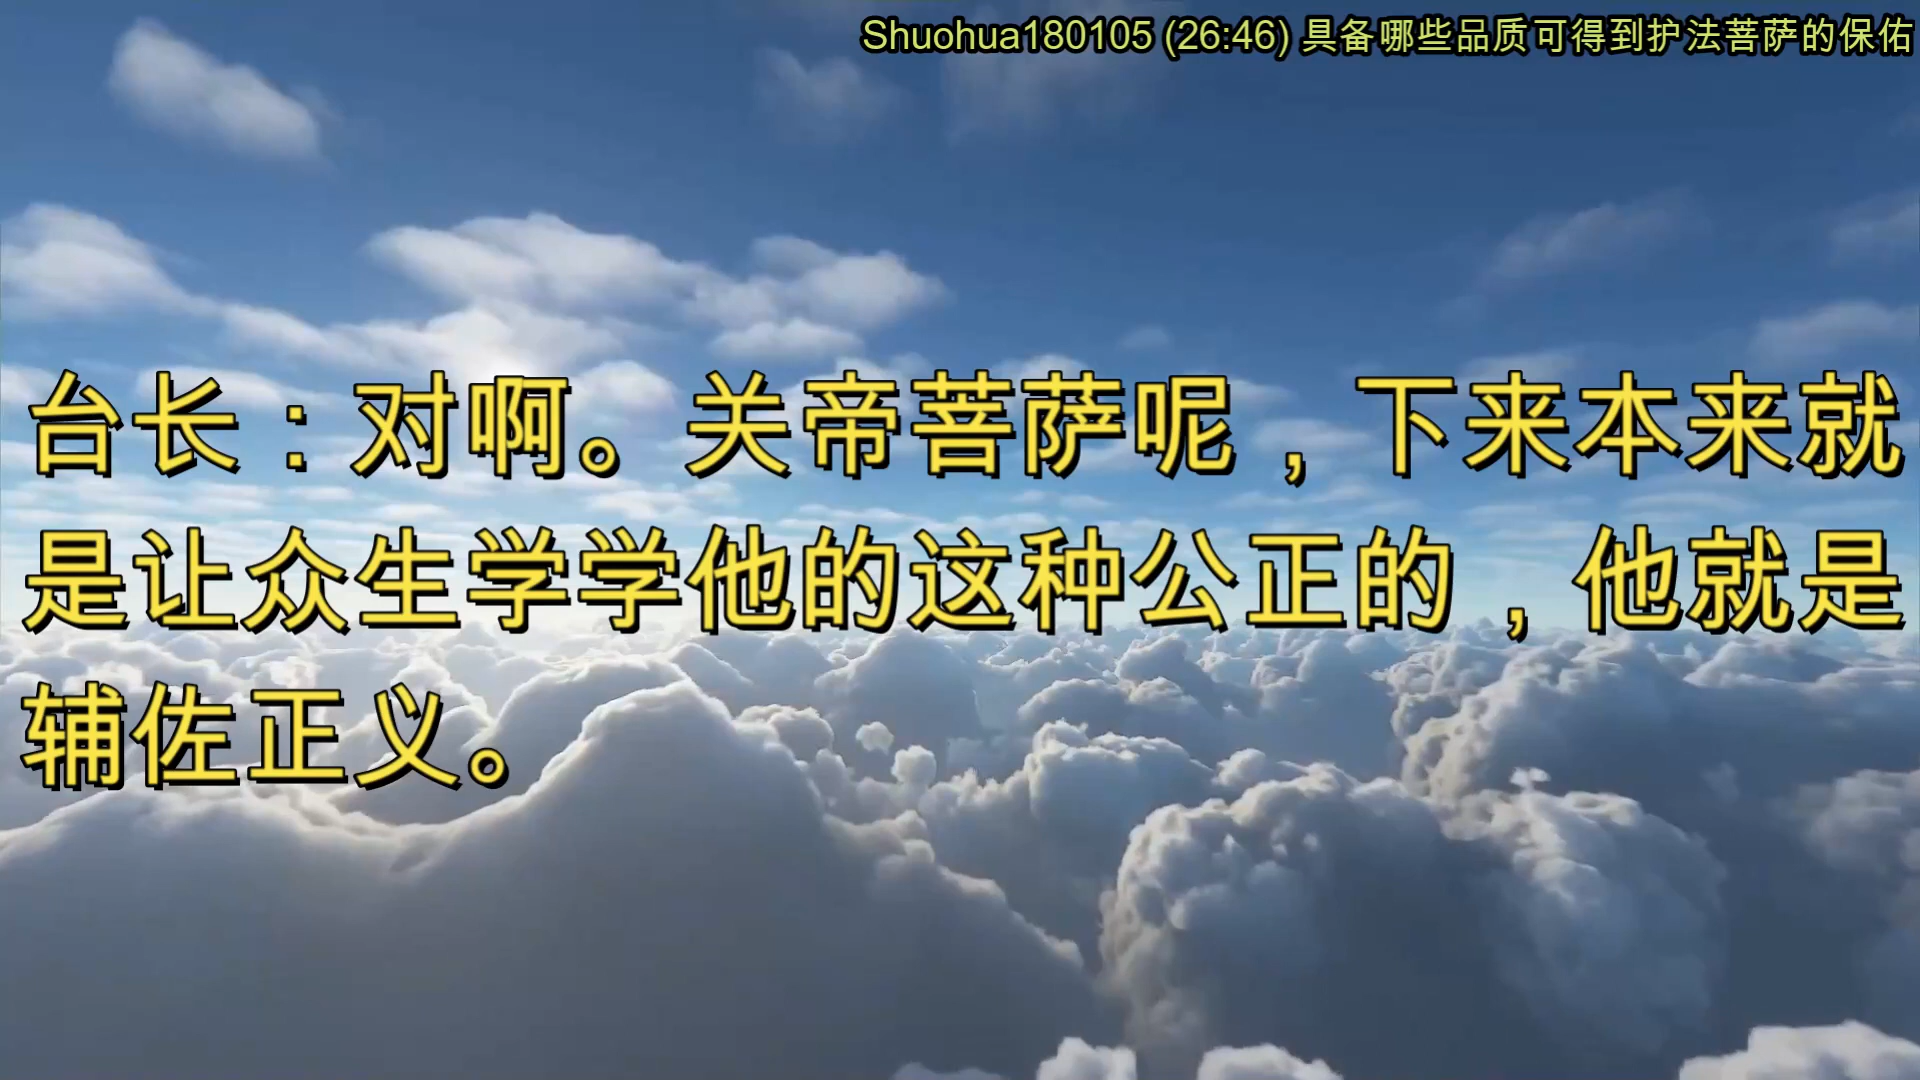 Shuohua180105 (26:46) 具备哪些品质可得到护法菩萨的保佑
台长：对啊。关帝菩萨呢，下来本来就
是让众生学学他的这种公正的，他就是
辅佐正义。